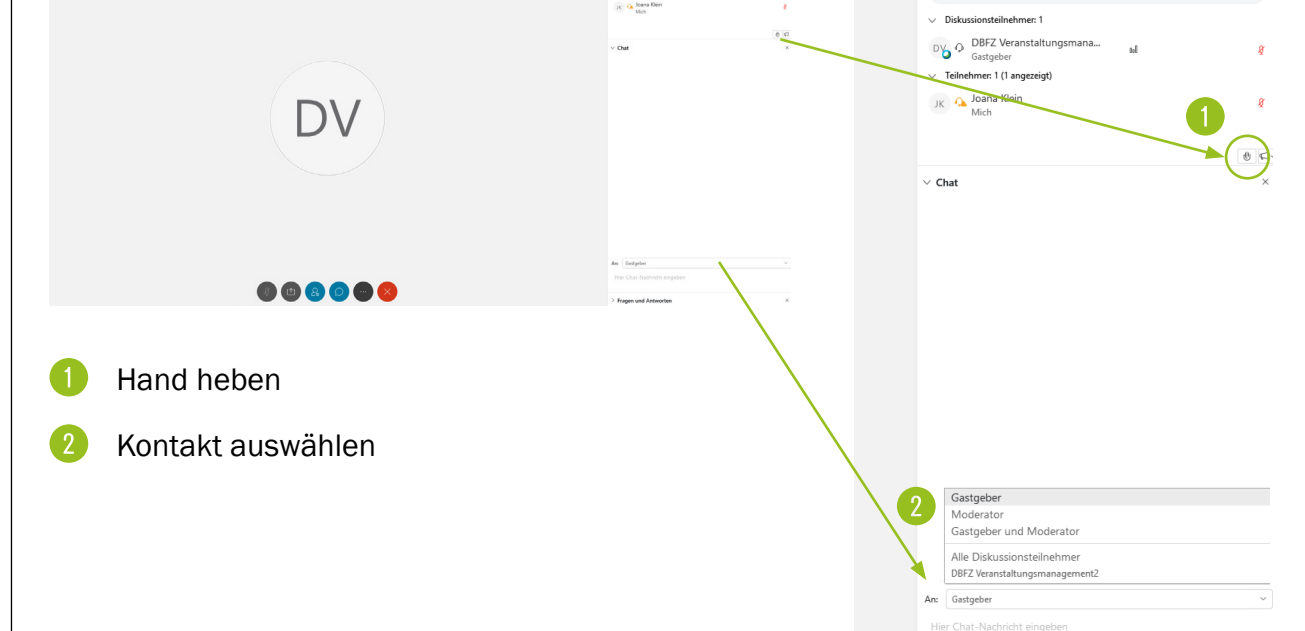 JK Joana Klein
Mich
Chat
DV
An: Gastgeber
Hier Chat-Nachricht eingeben
Fragen und Antworten
1 Hand heben
2 Kontakt auswählen
Diskussionsteilnehmer: 1
DV DBFZ Veranstaltungsmana...
Gastgeber
Teilnehmer: 1 (1 angezeigt)
JK Joana Klein
Mich
1
Chat
2
Gastgeber
Moderator
Gastgeber und Moderator
Alle Diskussionsteilnehmer
DBFZ Veranstaltungsmanagement2
An: Gastgeber
Hier Chat-Nachricht eingeben